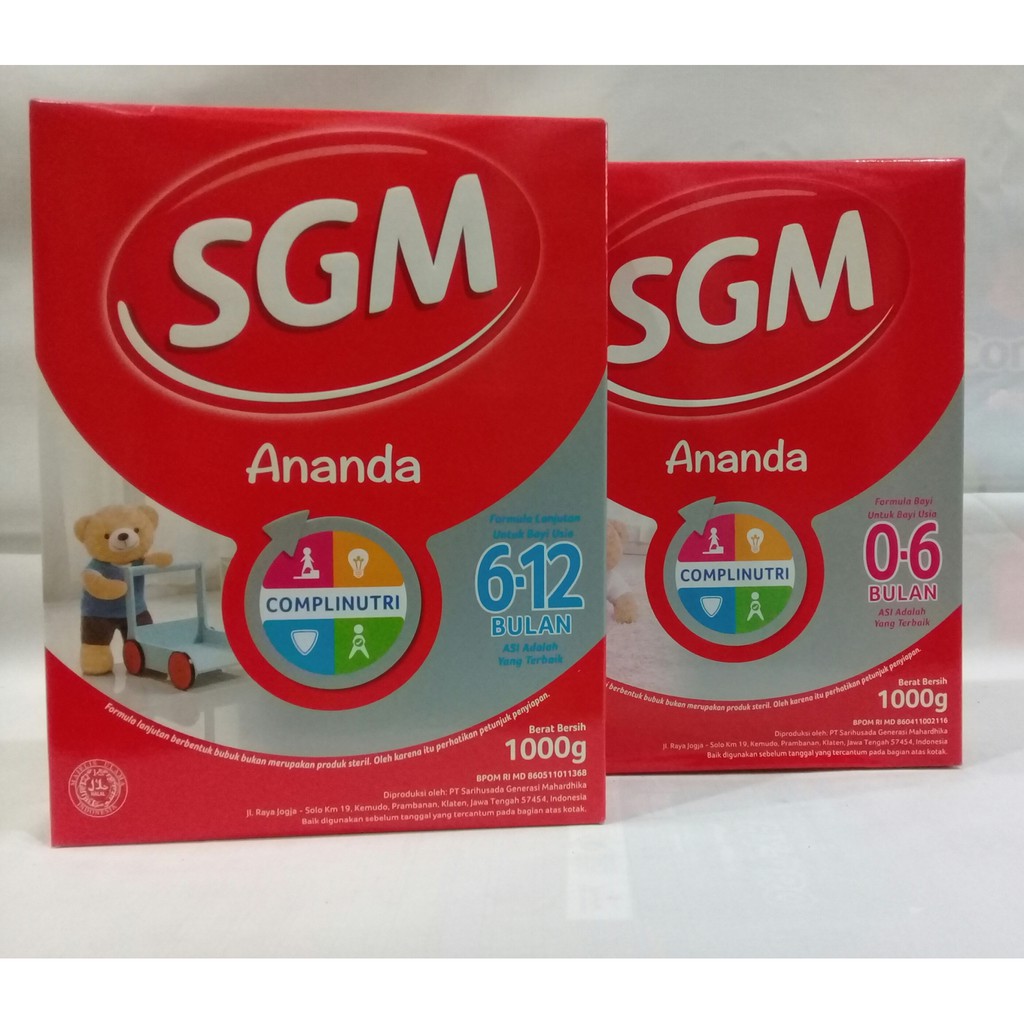 SGM
Ananda
COMPLINUTRI
Formula Lanjutan
Untuk Bayi Usia
6-12
BULAN
ASI Adalah
Yang Terbaik
Formula lanjutan berbentuk bubuk bukan merupakan produk steril. Oleh karena itu perhatikan petunjuk penyiapan.
Berat Bersih
1000g
BPOM RI MD 860511011368
Diproduksi oleh: PT Sarihusada Generasi Mahardhika
Jl. Raya Jogja - Solo Km 19, Kemudo, Prambanan, Klaten, Jawa Tengah 57454, Indonesia
Baik digunakan sebelum tanggal yang tercantum pada bagian atas kotak.
HALAL
SGM
Ananda
COMPLINUTRI
Formula Bayi
Untuk Bayi Usia
0-6
BULAN
ASI Adalah
Yang Terbaik
berbentuk bubuk bukan merupakan produk steril. Oleh karena itu perhatikan petunjuk penyiapan.
Berat Bersih
1000g
BPOM RI MD 860411002116
Diproduksi oleh: PT Sarihusada Generasi Mahardhika
Jl. Raya Jogja - Solo Km 19, Kemudo, Prambanan, Klaten, Jawa Tengah 57454, Indonesia
sebelum tanggal yang tercantum pada bagian atas kotak.